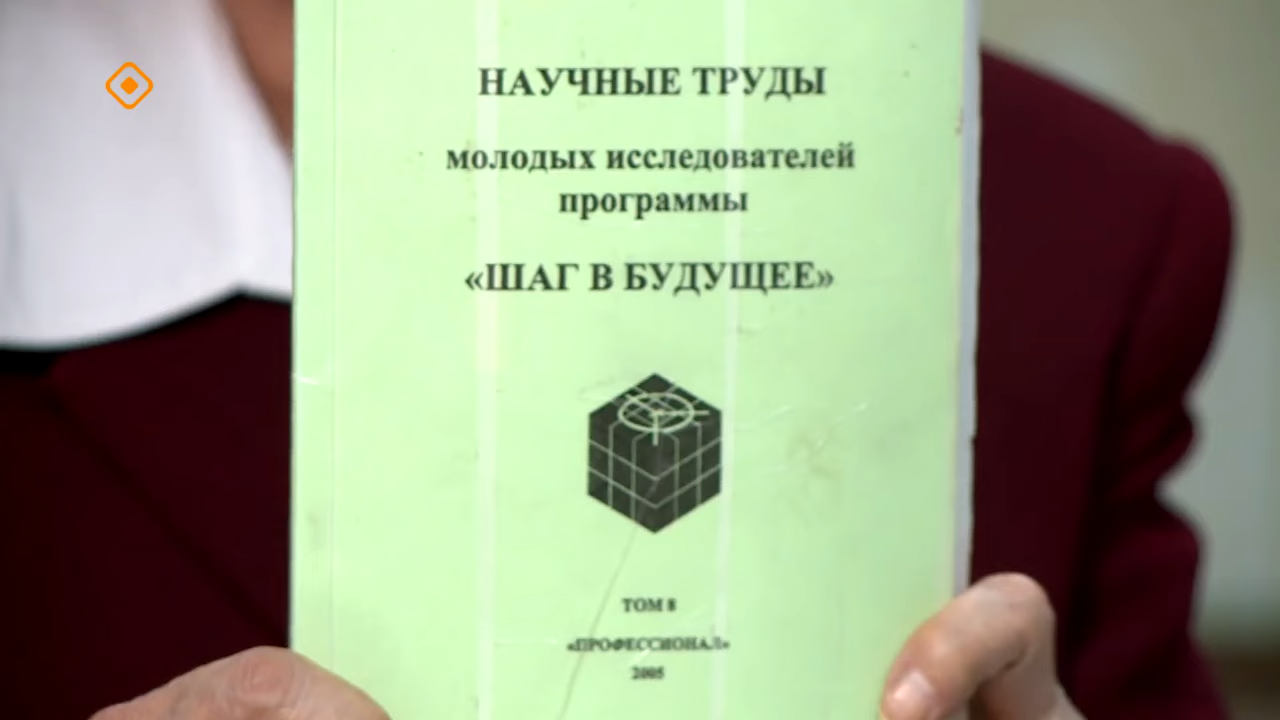 НАУЧНЫЕ ТРУДЫ
молодых исследователей
программы
«ШАГ В БУДУЩЕЕ»
ТОМ 8
«ПРОФЕССИОНАЛ»
2005